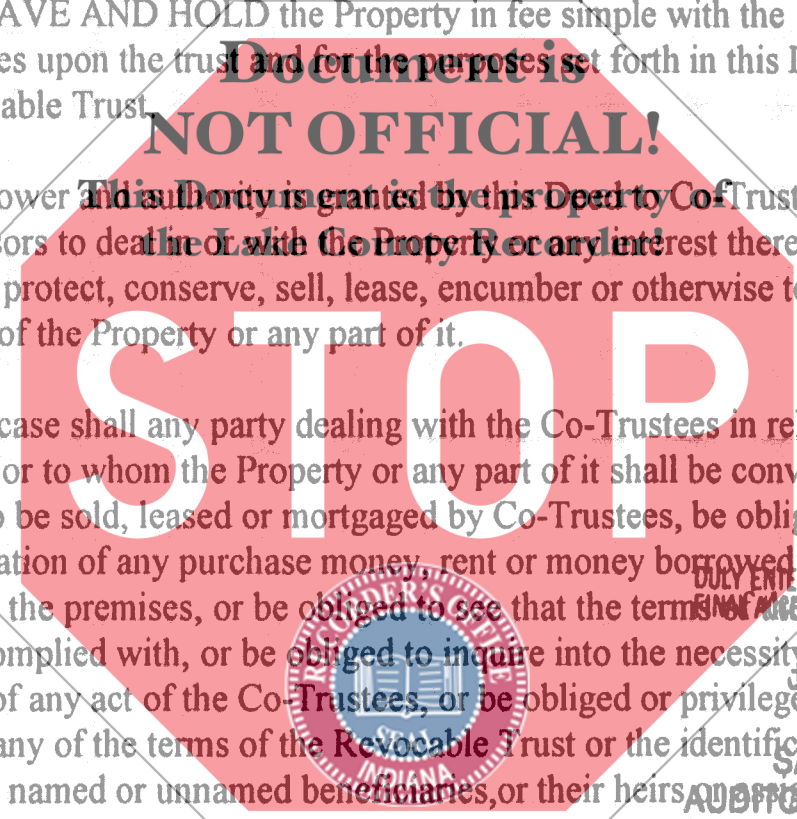 AVE AND HOLD the Property in fee simple with the
es upon the trust and for the purposes set forth in this
able Trust.
Document is
NOT OFFICIAL!
This Document is the property of
the Lake County Recorder!
ower and authority is granted by this Deed to Co-Trust
sors to deal in or with the Property or any interest there
protect, conserve, sell, lease, encumber or otherwise t
of the Property or any part of it.
STOP
case shall any party dealing with the Co-Trustees in re
or to whom the Property or any part of it shall be conv
be sold, leased or mortgaged by Co-Trustees, be oblig
ation of any purchase money, rent or money borrowed
DULY ENTE
the premises, or be obliged to see that the terms of
omplied with, or be obliged to inquire into the necessity
of any act of the Co-Trustees, or be obliged or privilege
any of the terms of the Revocable Trust or the identific
named or unnamed beneficiaries, or their heirs or
RECORDER'S OFFICE
SEAL
INDIANA
AUDITO